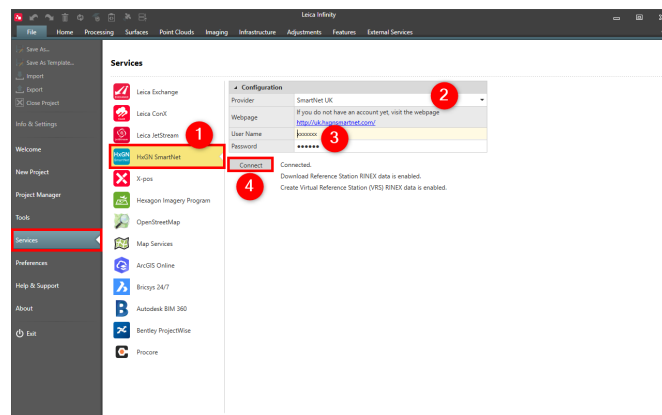 Leica Infinity
File Home Processing Surfaces Point Clouds Imaging Infrastructure Adjustments Features External Services
Save As...
Save As Template...
Import
Export
Close Project
Info & Settings
Welcome
New Project
Project Manager
Tools
Services
Preferences
Help & Support
About
Exit
Services
Leica Exchange
Leica ConX
Leica JetStream
1
HxGN SmartNet
X-pos
Hexagon Imagery Program
OpenStreetMap
Map Services
ArcGIS Online
Bricsys 24/7
Autodesk BIM 360
Bentley ProjectWise
Procore
Configuration
Provider SmartNet UK
2
Webpage If you do not have an account yet, visit the webpage
http://uk.hxgnsmartnet.com/
User Name xxxxxxx
3
Password ●●●●●●
Connect Connected.
4
Download Reference Station RINEX data is enabled.
Create Virtual Reference Station (VRS) RINEX data is enabled.